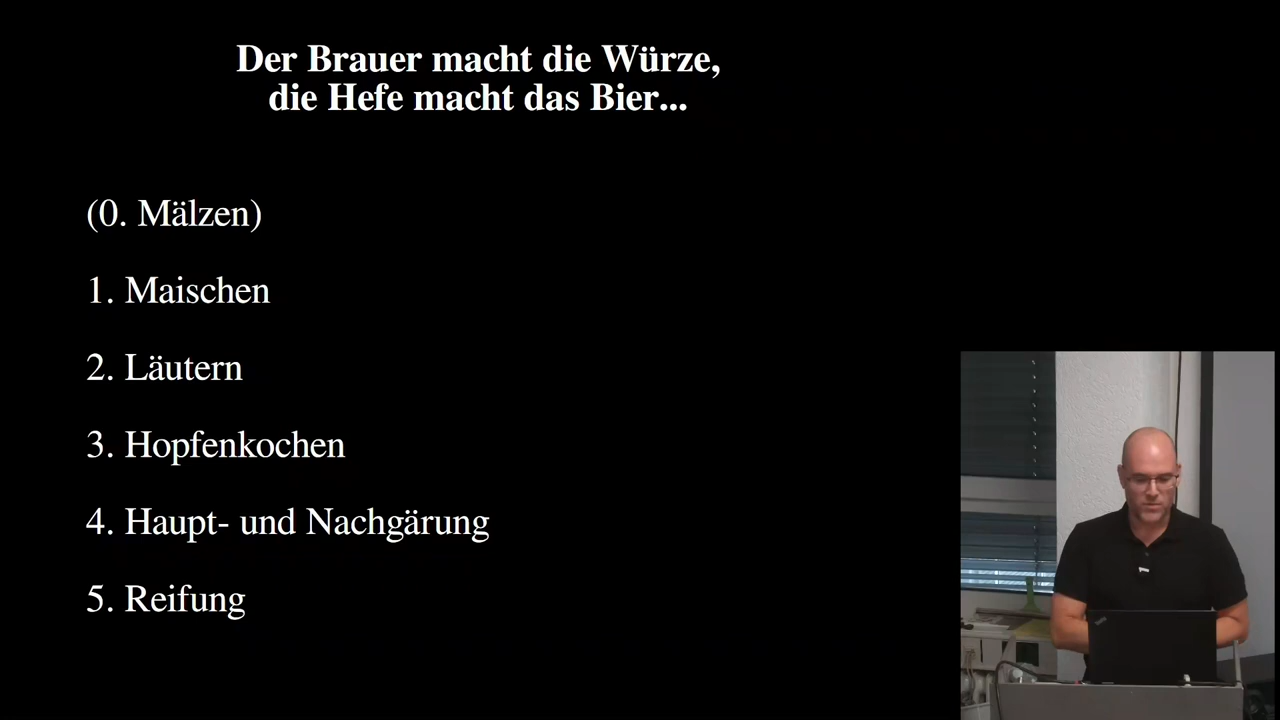 Der Brauer macht die Würze,
die Hefe macht das Bier...
(0. Mälzen)
1. Maischen
2. Läutern
3. Hopfenkochen
4. Haupt- und Nachgärung
5. Reifung